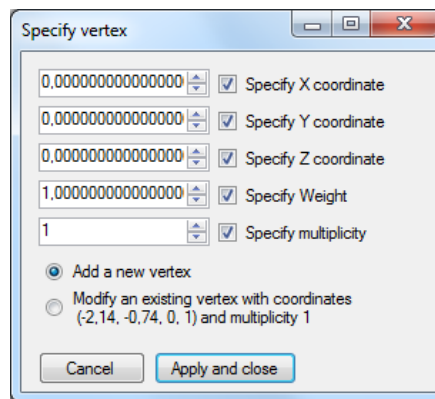 Specify vertex
0,000000000000000 Specify X coordinate
0,000000000000000 Specify Y coordinate
0,000000000000000 Specify Z coordinate
1,000000000000000 Specify Weight
1 Specify multiplicity
Add a new vertex
Modify an existing vertex with coordinates
(-2,14, -0,74, 0, 1) and multiplicity 1
Cancel Apply and close